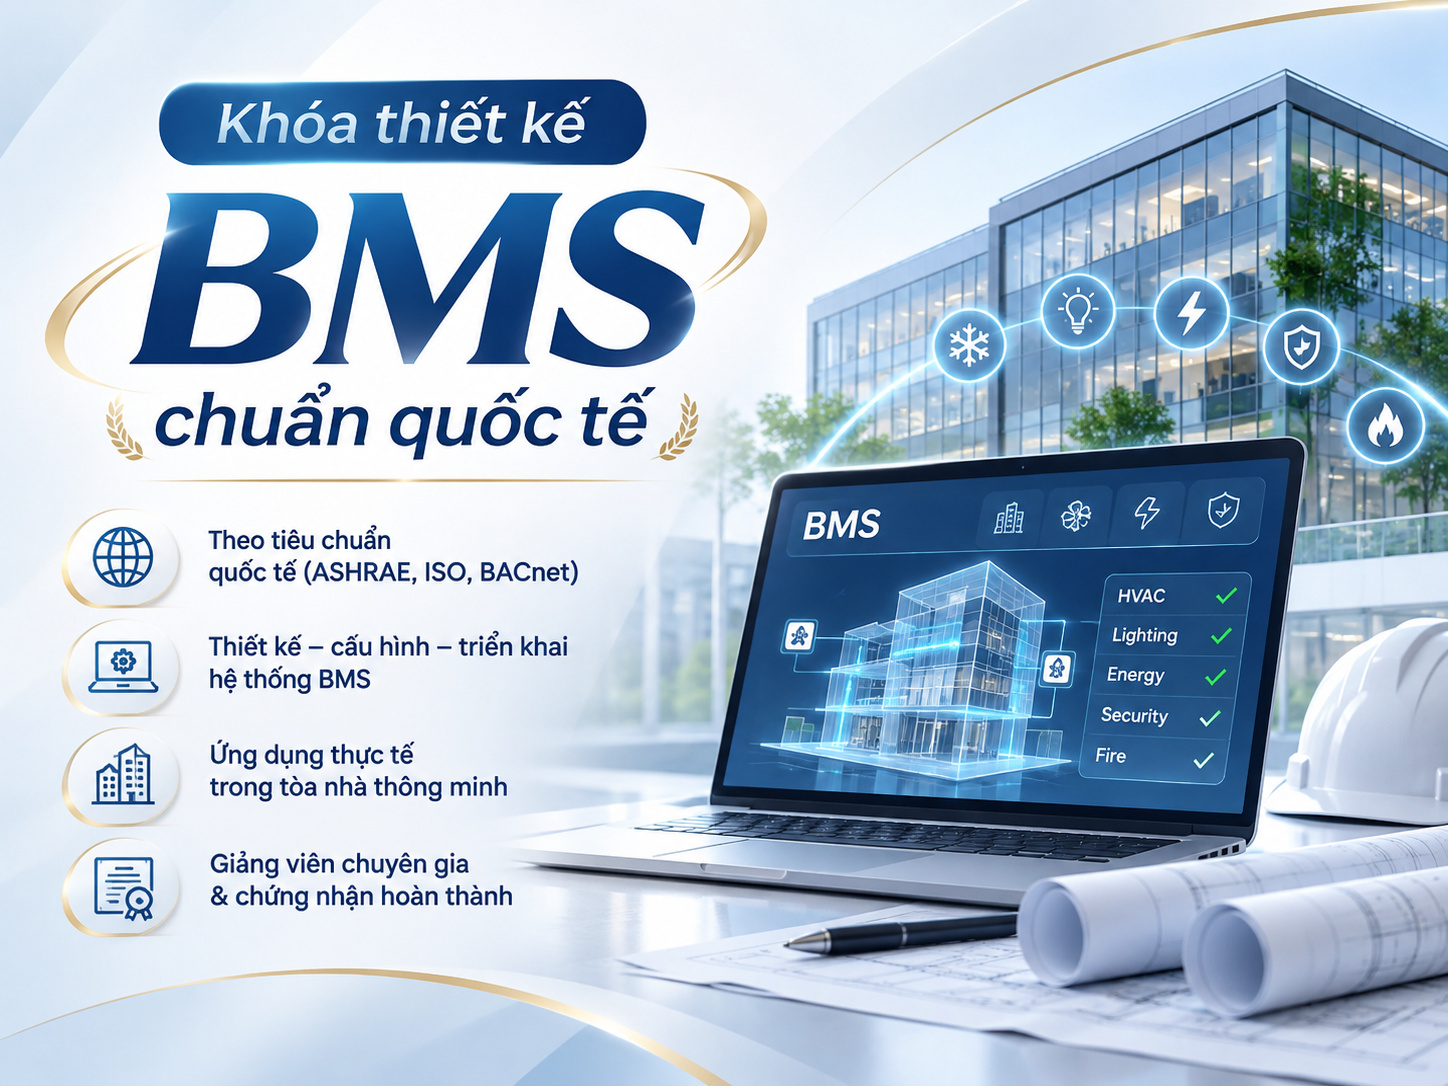 Khóa thiết kế
BMS
chuẩn quốc tế
Theo tiêu chuẩn
quốc tế (ASHRAE, ISO, BACnet)
Thiết kế – cấu hình – triển khai
hệ thống BMS
Ứng dụng thực tế
trong tòa nhà thông minh
Giảng viên chuyên gia
& chứng nhận hoàn thành
BMS
HVAC
Lighting
Energy
Security
Fire